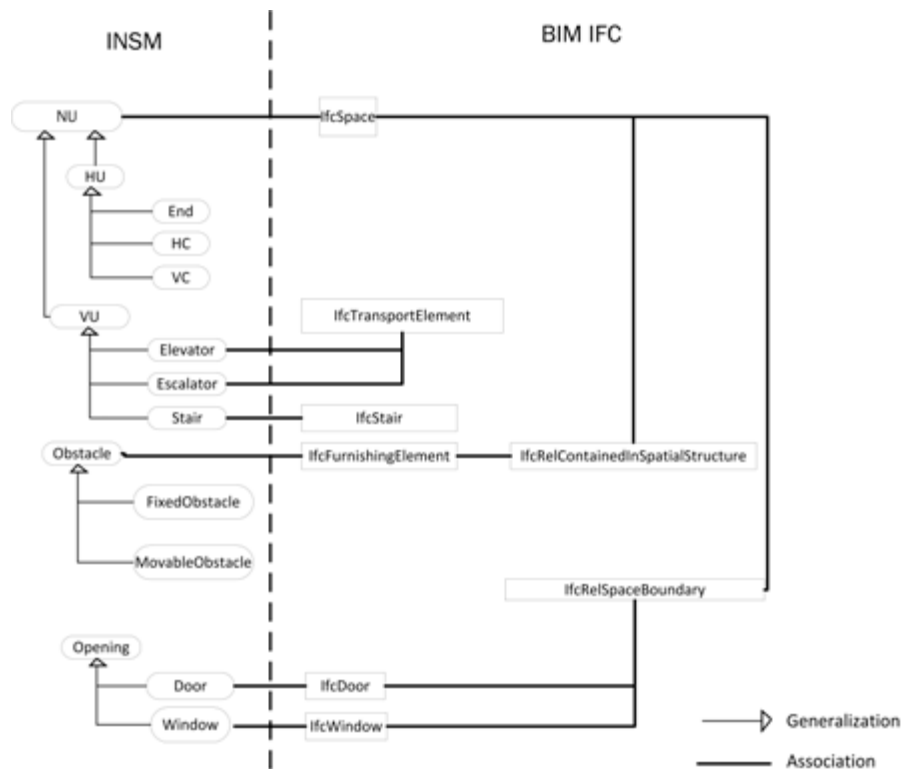 INSM
BIM IFC
NU
IfcSpace
HU
End
HC
VC
IfcTransportElement
VU
Elevator
Escalator
Stair
IfcStair
Obstacle
IfcFurnishingElement
IfcRelContainedInSpatialStructure
FixedObstacle
MovableObstacle
IfcRelSpaceBoundary
Opening
Door
IfcDoor
Window
IfcWindow
Generalization
Association